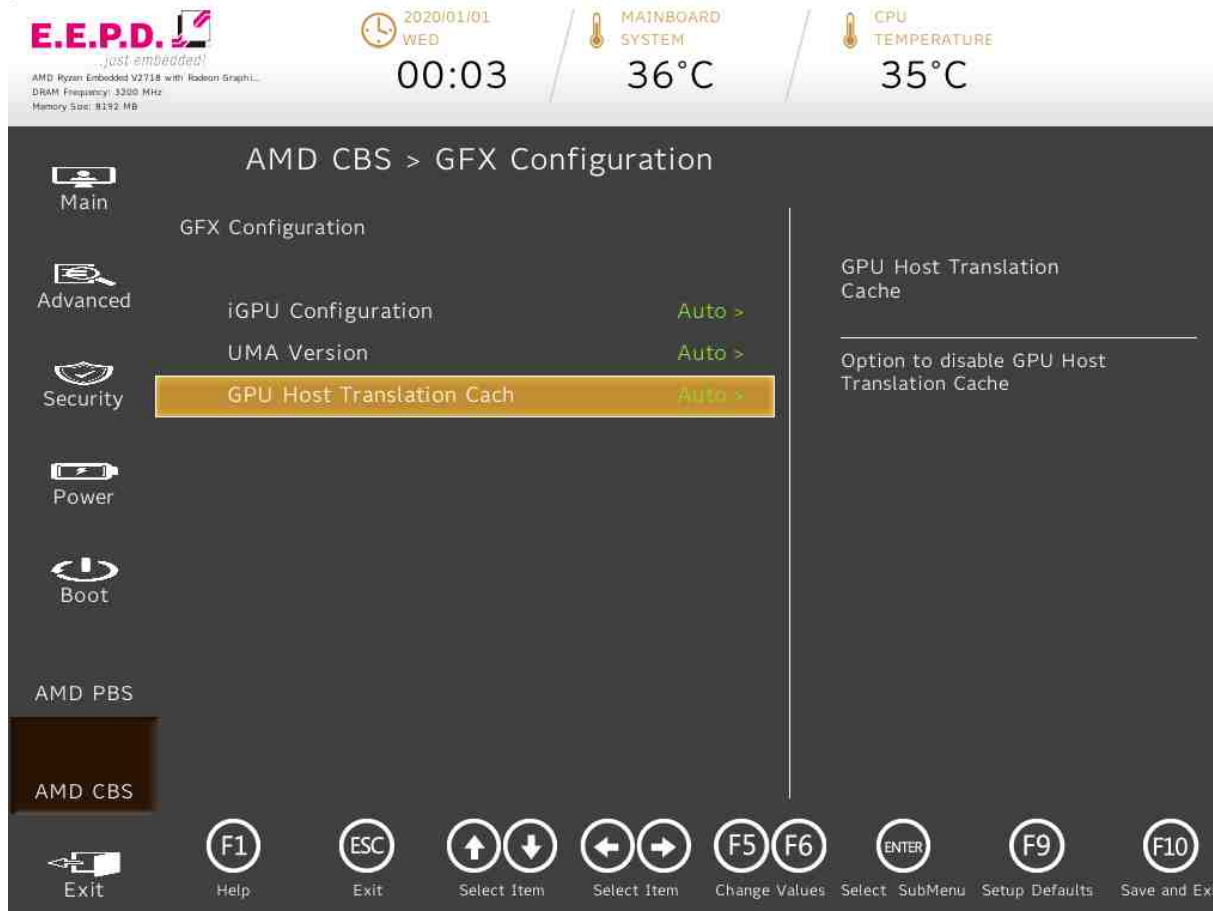 E.E.P.D.
...just embedded!
AMD Ryzen Embedded V2718 with Radeon Graphi...
DRAM Frequency: 3200 MHz
Memory Size: 8192 MB
2020/01/01
WED
00:03
MAINBOARD
SYSTEM
36°C
CPU
TEMPERATURE
35°C
AMD CBS > GFX Configuration
Main
Advanced
Security
Power
Boot
AMD PBS
AMD CBS
Exit
GFX Configuration
iGPU Configuration Auto >
UMA Version Auto >
GPU Host Translation Cach Auto >
GPU Host Translation
Cache
Option to disable GPU Host
Translation Cache
F1 ESC F5 F6 ENTER F9 F10
Help Exit Select Item Select Item Change Values Select SubMenu Setup Defaults Save and Ex